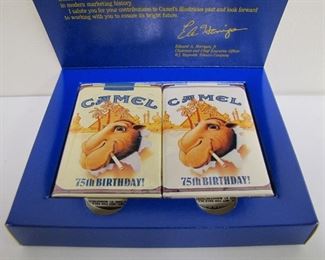 in modern marketing history.
I salute you for your contributions to Camel's illustrious past and look forward
to working with you to ensure its bright future.
Edward A. Horrigan, Jr.
Chairman and Chief Executive Officer
R.J. Reynolds Tobacco Company
CAMEL
75th BIRTHDAY!
CAMEL
75th BIRTHDAY!